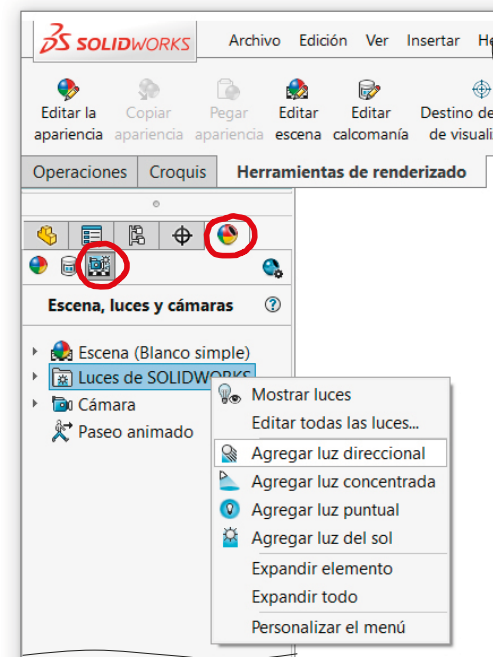 SOLIDWORKS Archivo Edición Ver Insertar
Editar la apariencia
Copiar apariencia
Pegar apariencia
Editar escena
Editar calcomanía
Destino de
de
Operaciones Croquis Herramientas de renderizado
Escena, luces y cámaras
Escena (Blanco simple)
Luces de SOLIDWORKS
Cámara
Paseo animado
Mostrar luces
Editar todas las luces...
Agregar luz direccional
Agregar luz concentrada
Agregar luz puntual
Agregar luz del sol
Expandir elemento
Expandir todo
Personalizar el menú